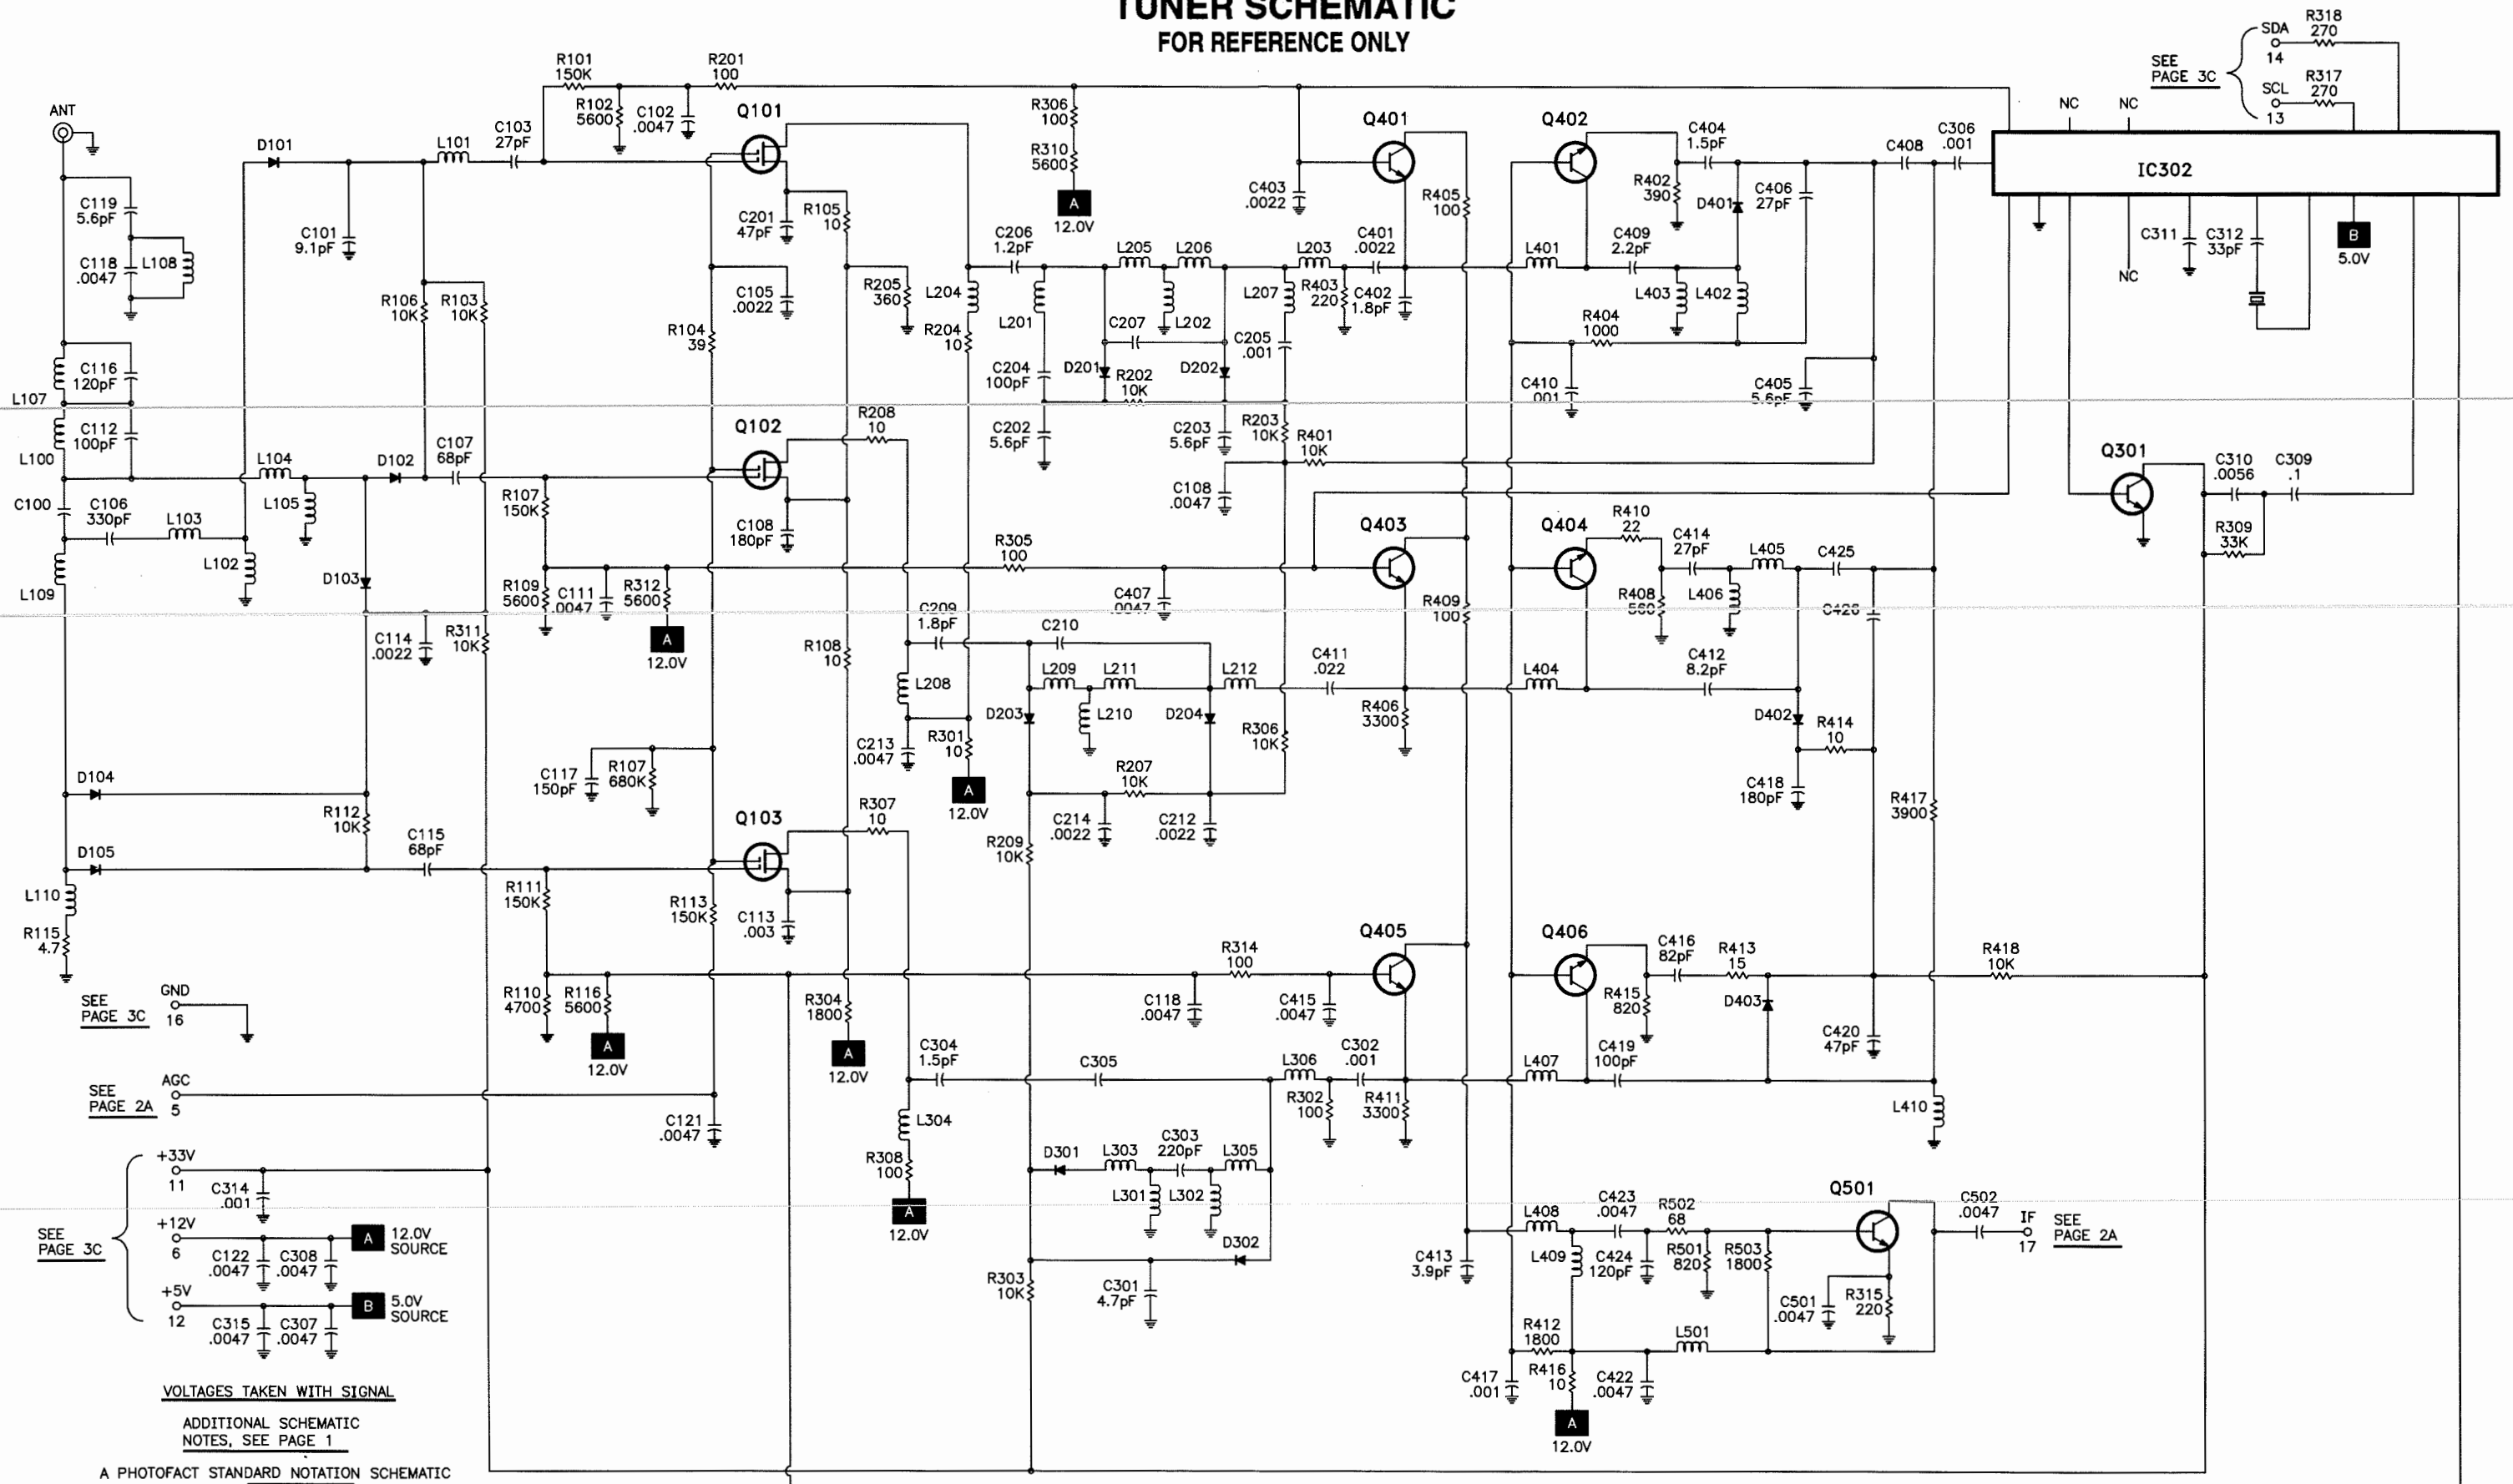 TUNER SCHEMATIC
FOR REFERENCE ONLY
SEE
PAGE 3C
SDA
14
R318
270
SCL
13
R317
270
ANT
D101
L101
C103
27pF
R101
150K
R102
5600
C102
.0047
R201
100
Q101
R306
100
R310
5600
A
12.0V
Q401
Q402
C404
1.5pF
C408
C306
.001
NC
NC
IC302
C119
5.6pF
C118
.0047
L108
C101
9.1pF
R106
10K
R103
10K
C201
47pF
R105
10
C105
.0022
R205
360
R104
39
L204
R204
10
C206
1.2pF
L205
L206
L203
C401
.0022
C403
.0022
R405
100
R402
390
D401
C406
27pF
L401
C409
2.2pF
L403
L402
C311
C312
33pF
NC
B
5.0V
L201
C207
L202
L207
R403
220
C402
1.8pF
C205
.001
C204
100pF
D201
R202
10K
D202
R404
1000
C410
.001
C405
5.6pF
C116
120pF
L107
C112
100pF
L100
C100
C106
330pF
L103
L104
L105
D102
C107
68pF
L102
L109
D103
Q102
R208
10
R107
150K
C108
180pF
C202
5.6pF
C203
5.6pF
R203
10K
R401
10K
C108
.0047
Q403
Q404
R410
22
C414
27pF
L405
C425
Q301
C310
.0056
C309
.1
R309
33K
R305
100
R109
5600
C111
.0047
R312
5600
A
12.0V
C114
.0022
R311
10K
R108
10
C209
1.8pF
C210
C407
.0047
R409
100
R408
560
L406
C426
L208
L209
L211
L212
C411
.022
L404
C412
8.2pF
D203
L210
D204
R306
10K
R406
3300
D402
R414
10
C213
.0047
R301
10
A
12.0V
R207
10K
C214
.0022
C212
.0022
C418
180pF
R417
3900
D104
R112
10K
C115
68pF
D105
L110
R115
4.7
C117
150pF
R107
680K
Q103
R307
10
R209
10K
R111
150K
R113
150K
C113
.003
R110
4700
R116
5600
A
12.0V
R304
1800
A
12.0V
R314
100
C118
.0047
C415
.0047
Q405
Q406
C416
82pF
R413
15
R415
820
D403
R418
10K
C420
47pF
SEE
PAGE 3C
GND
16
SEE
PAGE 2A
AGC
5
C121
.0047
C304
1.5pF
C305
L306
C302
.001
R302
100
R411
3300
L407
C419
100pF
L410
L304
R308
100
A
12.0V
D301
L303
C303
220pF
L305
L301
L302
D302
R303
10K
C301
4.7pF
SEE
PAGE 3C
+33V
11
C314
.001
+12V
6
C122
.0047
C308
.0047
A
12.0V
SOURCE
+5V
12
C315
.0047
C307
.0047
B
5.0V
SOURCE
C413
3.9pF
L408
C423
.0047
R502
68
L409
C424
120pF
R501
820
R503
1800
Q501
C502
.0047
IF
17
SEE
PAGE 2A
C501
.0047
R315
220
R412
1800
L501
C417
.001
R416
10
C422
.0047
A
12.0V
VOLTAGES TAKEN WITH SIGNAL
ADDITIONAL SCHEMATIC
NOTES, SEE PAGE 1
A PHOTOFACT STANDARD NOTATION SCHEMATIC